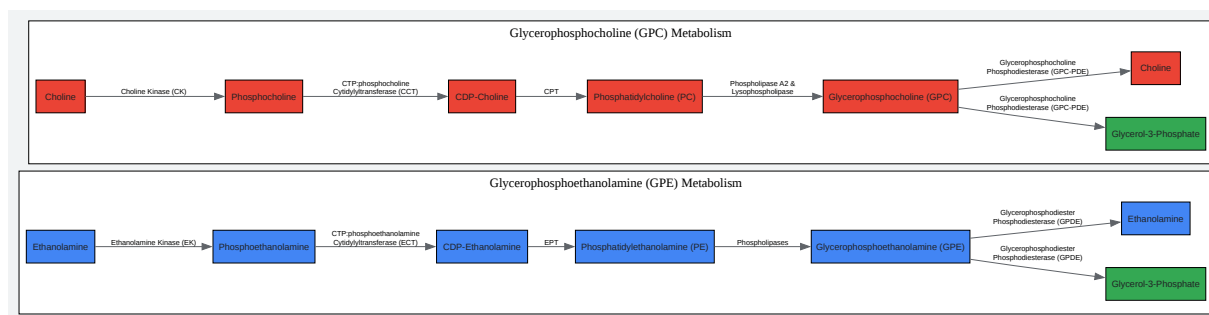 Glycerophosphocholine (GPC) Metabolism
Choline
Choline Kinase (CK)
Phosphocholine
CTP:phosphocholine
Cytidylyltransferase (CCT)
CDP-Choline
CPT
Phosphatidylcholine (PC)
Phospholipase A2 &
Lysophospholipase
Glycerophosphocholine (GPC)
Glycerophosphocholine
Phosphodiesterase (GPC-PDE)
Choline
Glycerophosphocholine
Phosphodiesterase (GPC-PDE)
Glycerol-3-Phosphate
Glycerophosphoethanolamine (GPE) Metabolism
Ethanolamine
Ethanolamine Kinase (EK)
Phosphoethanolamine
CTP:phosphoethanolamine
Cytidylyltransferase (ECT)
CDP-Ethanolamine
EPT
Phosphatidylethanolamine (PE)
Phospholipases
Glycerophosphoethanolamine (GPE)
Glycerophosphodiester
Phosphodiesterase (GPDE)
Ethanolamine
Glycerophosphodiester
Phosphodiesterase (GPDE)
Glycerol-3-Phosphate